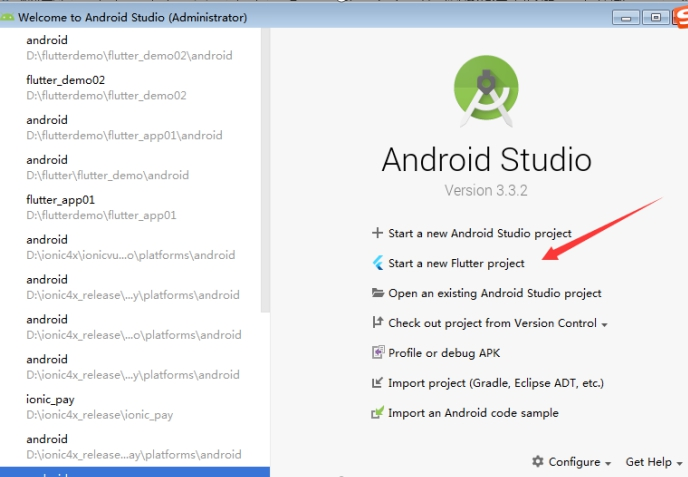 Welcome to Android Studio (Administrator)
android
D:\flutterdemo\flutter_demo02\android
flutter_demo02
D:\flutterdemo\flutter_demo02
android
D:\flutterdemo\flutter_app01\android
android
D:\flutter\flutter_demo\android
flutter_app01
D:\flutterdemo\flutter_app01
android
D:\ionic4x\ionicvu...o\platforms\android
android
D:\ionic4x_release\...y\platforms\android
android
D:\ionic4x_release\...o\platforms\android
android
D:\ionic4x_release\...y\platforms\android
ionic_pay
D:\ionic4x_release\ionic_pay
android
D:\ionic4x_release...ay\platforms\android
Android Studio
Version 3.3.2
Start a new Android Studio project
Start a new Flutter project
Open an existing Android Studio project
Check out project from Version Control
Profile or debug APK
Import project (Gradle, Eclipse ADT, etc.)
Import an Android code sample
Configure
Get Help